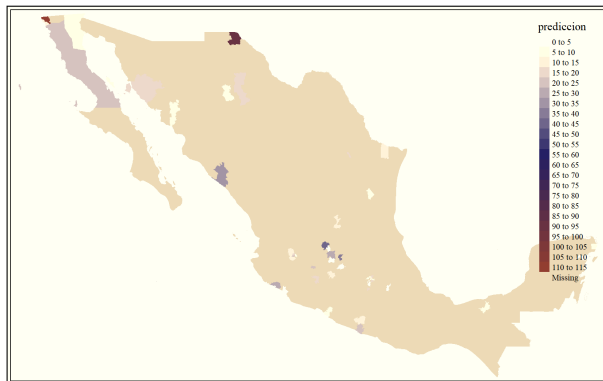 prediccion
0 to 5
5 to 10
10 to 15
15 to 20
20 to 25
25 to 30
30 to 35
35 to 40
40 to 45
45 to 50
50 to 55
55 to 60
60 to 65
65 to 70
70 to 75
75 to 80
80 to 85
85 to 90
90 to 95
95 to 100
100 to 105
105 to 110
110 to 115
Missing